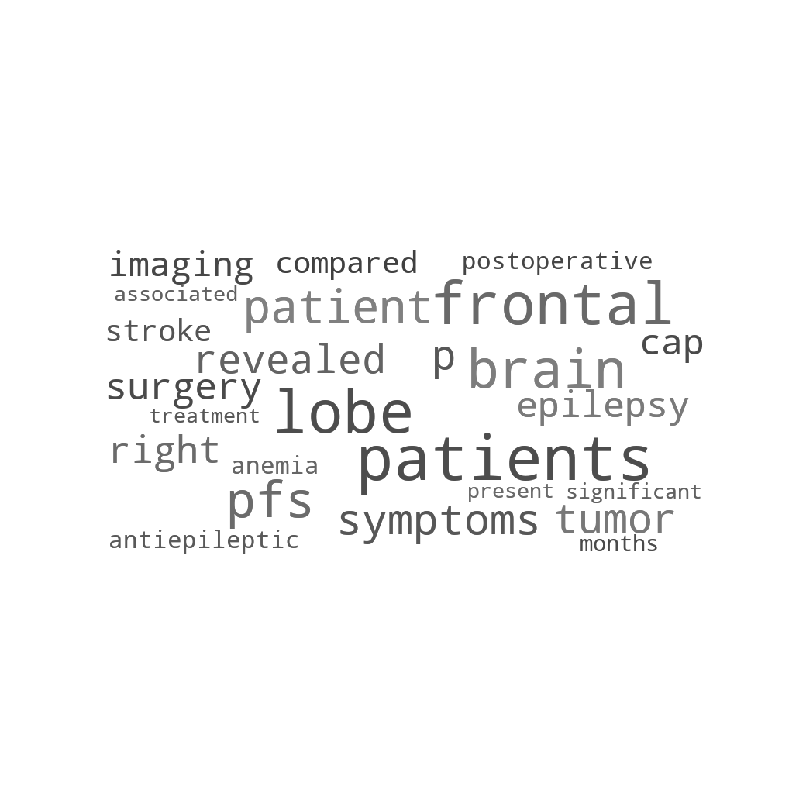 imaging compared postoperative
associated patient frontal
stroke revealed p brain cap
surgery lobe epilepsy
treatment
right anemia patients
pfs present significant
antiepileptic symptoms tumor
months